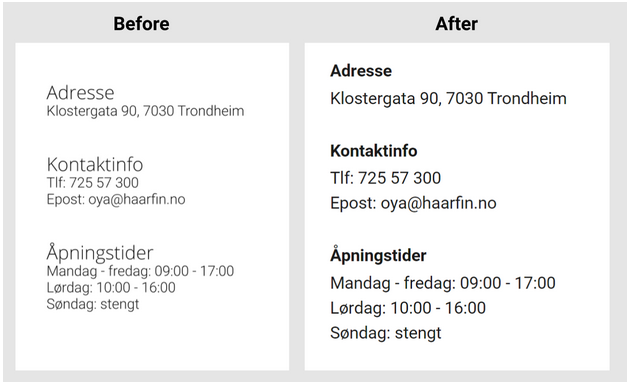 Before
Adresse
Klostergata 90, 7030 Trondheim
Kontaktinfo
Tlf: 725 57 300
Epost: oya@haarfin.no
Åpningstider
Mandag - fredag: 09:00 - 17:00
Lørdag: 10:00 - 16:00
Søndag: stengt
After
Adresse
Klostergata 90, 7030 Trondheim
Kontaktinfo
Tlf: 725 57 300
Epost: oya@haarfin.no
Åpningstider
Mandag - fredag: 09:00 - 17:00
Lørdag: 10:00 - 16:00
Søndag: stengt